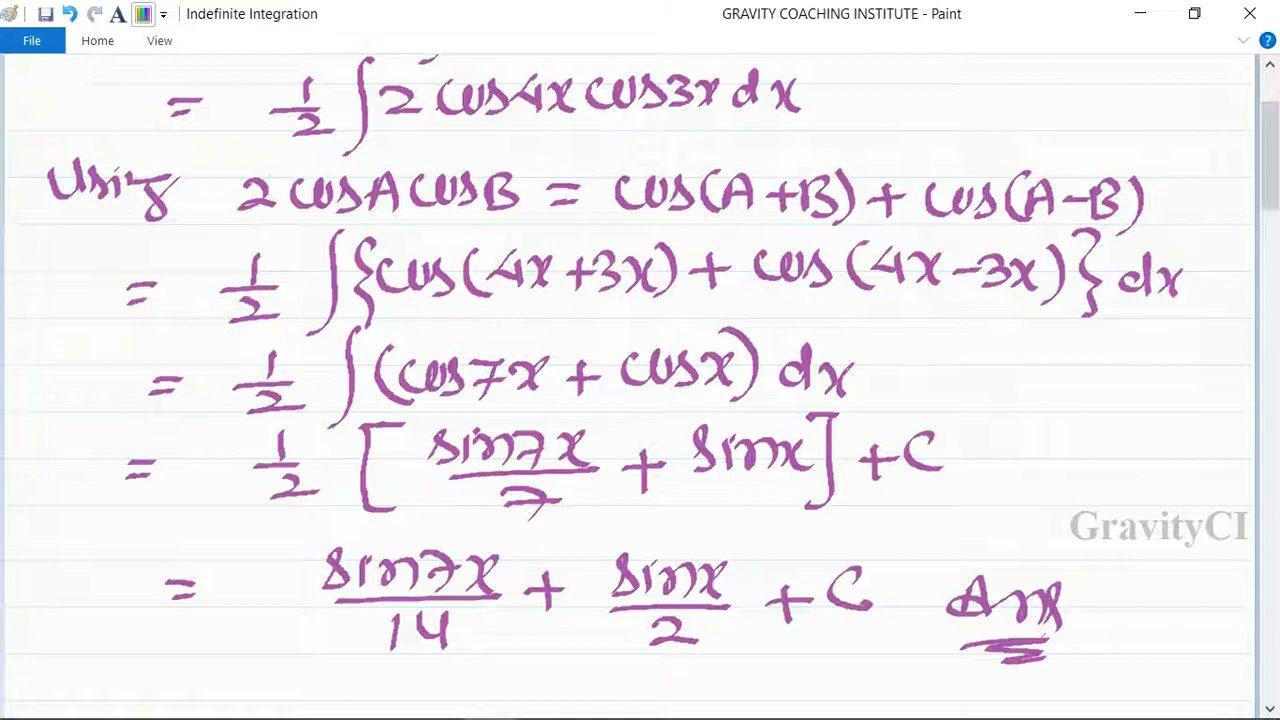 Indefinite Integration
GRAVITY COACHING INSTITUTE - Paint
File Home View
= 1/2 ∫ 2 cos4x cos3x dx
Using 2 cosA cosB = cos(A+B) + cos(A-B)
= 1/2 ∫{cos(4x+3x) + cos(4x-3x)} dx
= 1/2 ∫(cos7x + cosx) dx
= 1/2 [sin7x/7 + sinx] + C
GravityCI
= sin7x/14 + sinx/2 + C Ans